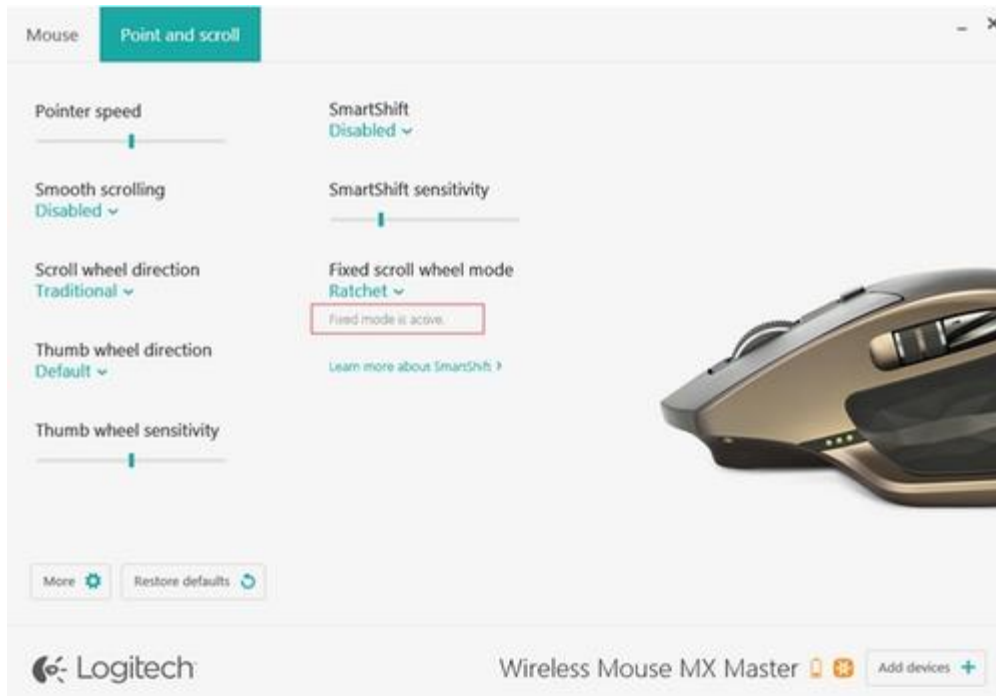 Mouse
Point and scroll
Pointer speed
Smooth scrolling
Disabled
Scroll wheel direction
Traditional
Thumb wheel direction
Default
Thumb wheel sensitivity
SmartShift
Disabled
SmartShift sensitivity
Fixed scroll wheel mode
Ratchet
Fixed mode is active.
Learn more about SmartShift
More
Restore defaults
Logitech
Wireless Mouse MX Master
Add devices